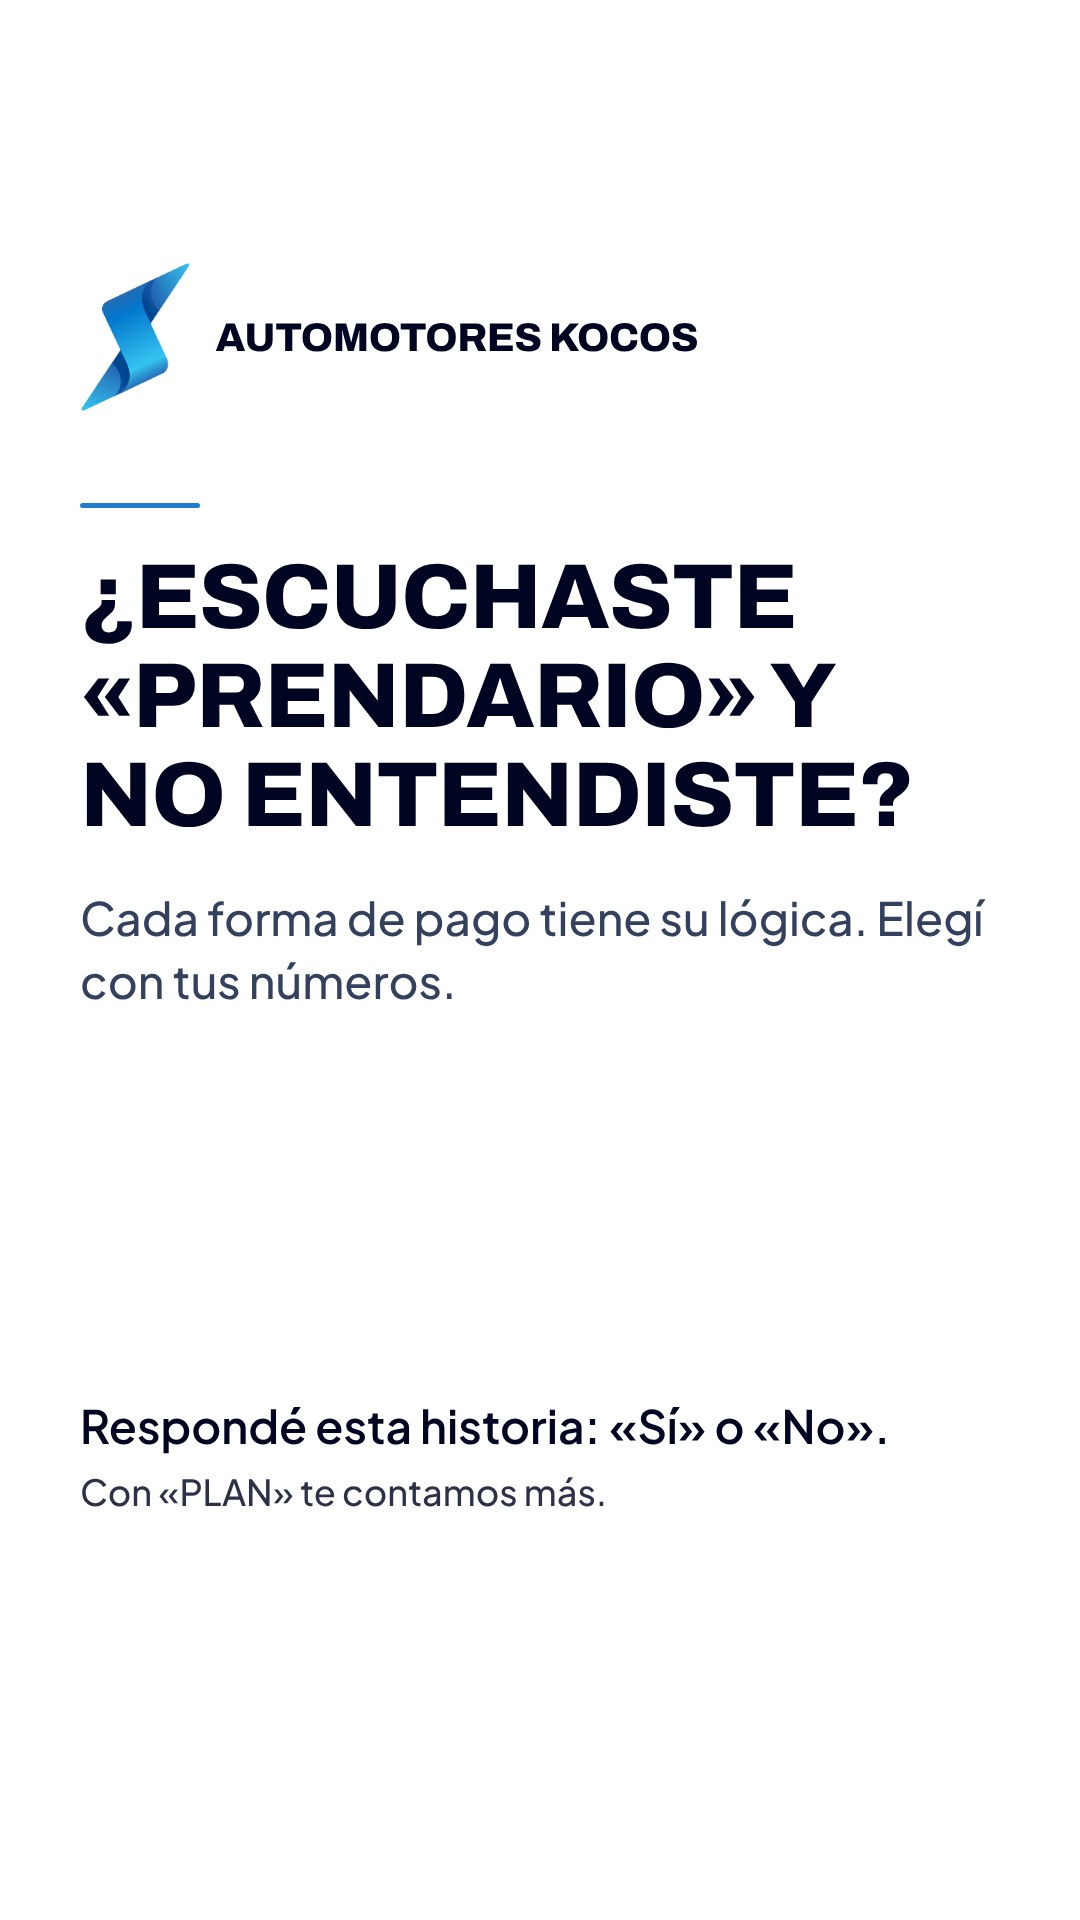 AUTOMOTORES KOCOS
¿ESCUCHASTE
«PRENDARIO» Y
NO ENTENDISTE?
Cada forma de pago tiene su lógica. Elegí
con tus números.
Respondé esta historia: «Sí» o «No».
Con «PLAN» te contamos más.